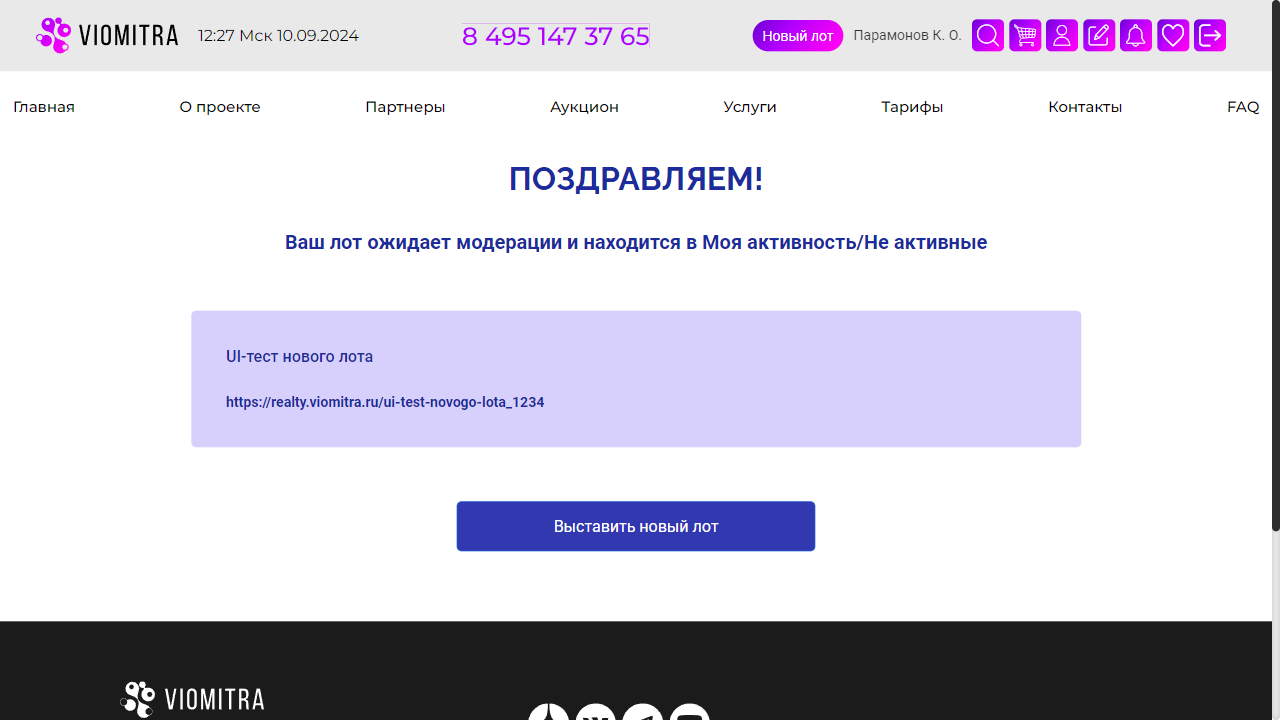 VIOMITRA 12:27 Мск 10.09.2024 8 495 147 37 65 Новый лот Парамонов К. О.
Главная О проекте Партнеры Аукцион Услуги Тарифы Контакты FAQ
ПОЗДРАВЛЯЕМ!
Ваш лот ожидает модерации и находится в Моя активность/Не активные
UI-тест нового лота
https://realty.viomitra.ru/ui-test-novogo-lota_1234
Выставить новый лот
VIOMITRA